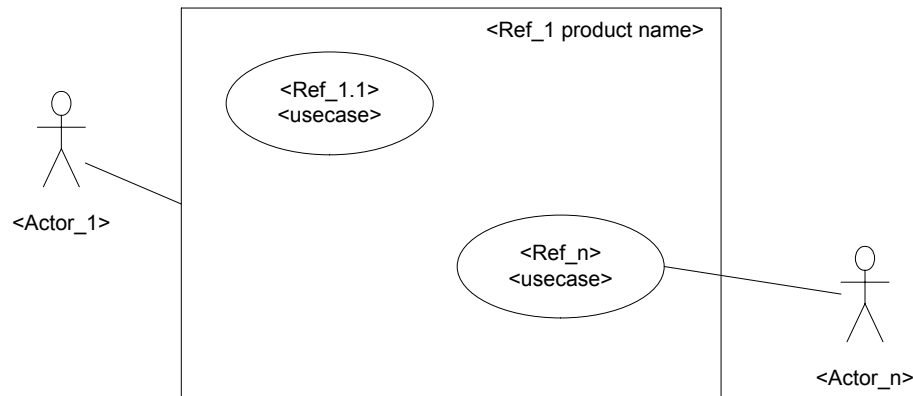 <Ref_1 product name>
<Ref_1.1>
<usecase>
<Actor_1>
<Ref_n>
<usecase>
<Actor_n>